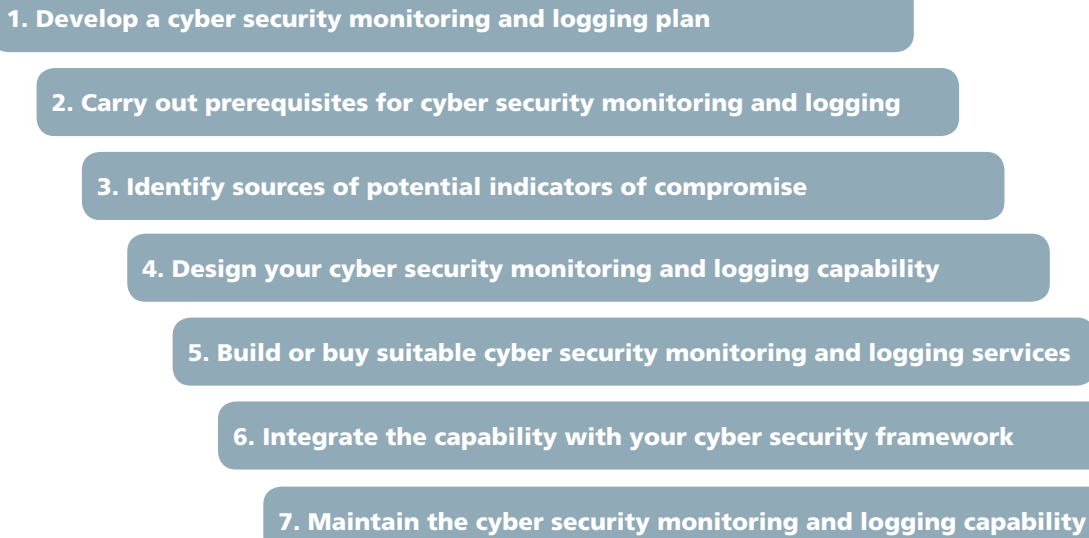 1. Develop a cyber security monitoring and logging plan
2. Carry out prerequisites for cyber security monitoring and logging
3. Identify sources of potential indicators of compromise
4. Design your cyber security monitoring and logging capability
5. Build or buy suitable cyber security monitoring and logging services
6. Integrate the capability with your cyber security framework
7. Maintain the cyber security monitoring and logging capability